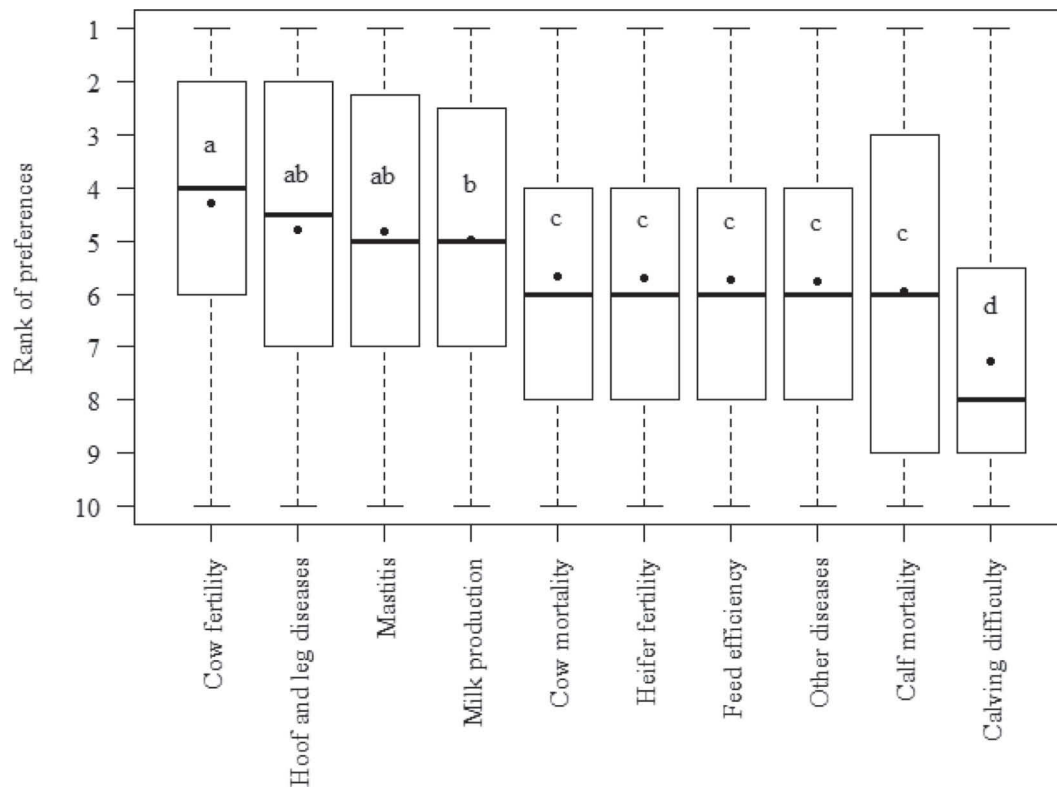 Rank of preferences
1
2
3
4
5
6
7
8
9
10
a
ab
ab
b
c
c
c
c
c
d
Cow fertility
Hoof and leg diseases
Mastitis
Milk production
Cow mortality
Heifer fertility
Feed efficiency
Other diseases
Calf mortality
Calving difficulty